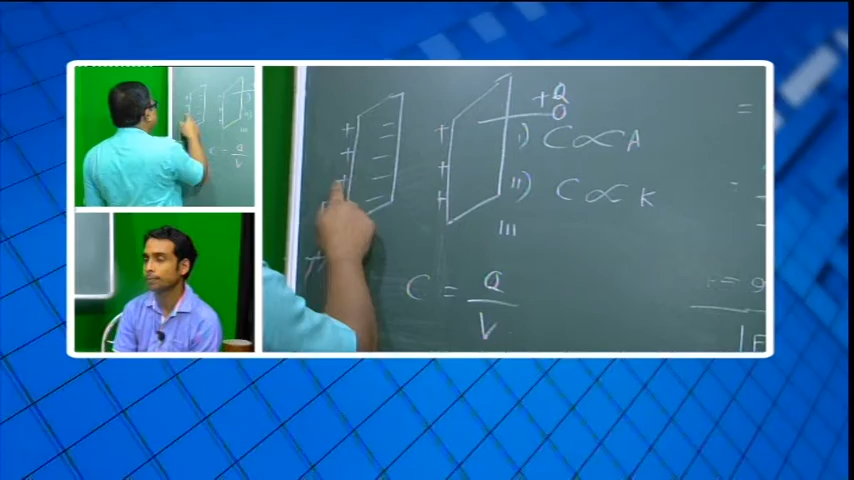 +Q
i) C ∝ A
ii) C ∝ K
iii
C = Q / V